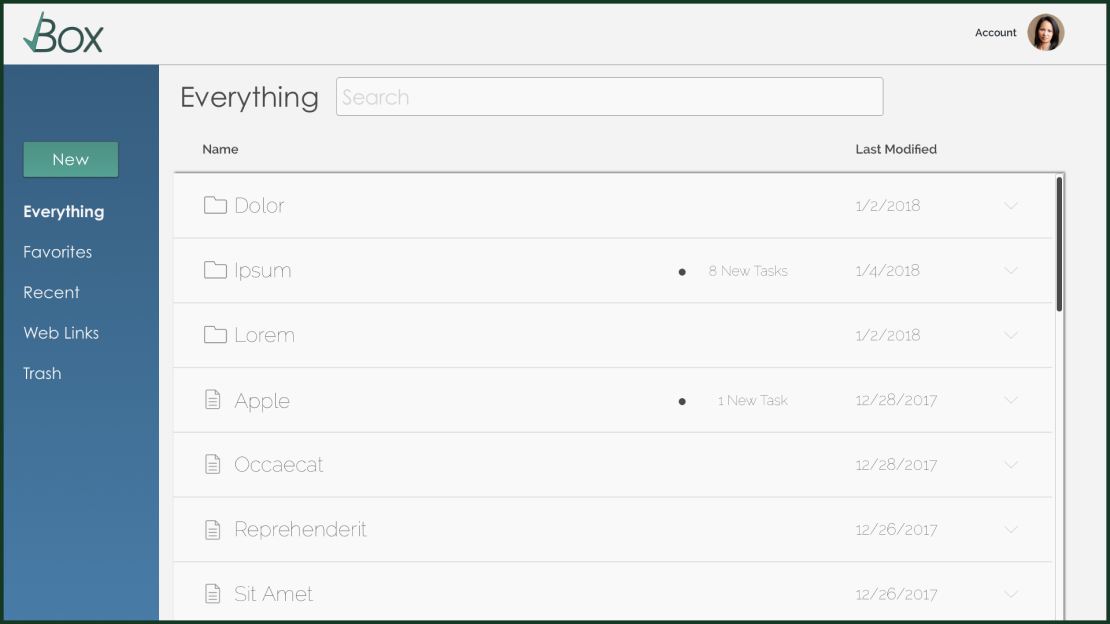 Box
Account
Everything
Search
New
Name
Last Modified
Everything
Favorites
Recent
Web Links
Trash
Dolor 1/2/2018
Ipsum 8 New Tasks 1/4/2018
Lorem 1/2/2018
Apple 1 New Task 12/28/2017
Occaecat 12/28/2017
Reprehenderit 12/26/2017
Sit Amet 12/26/2017